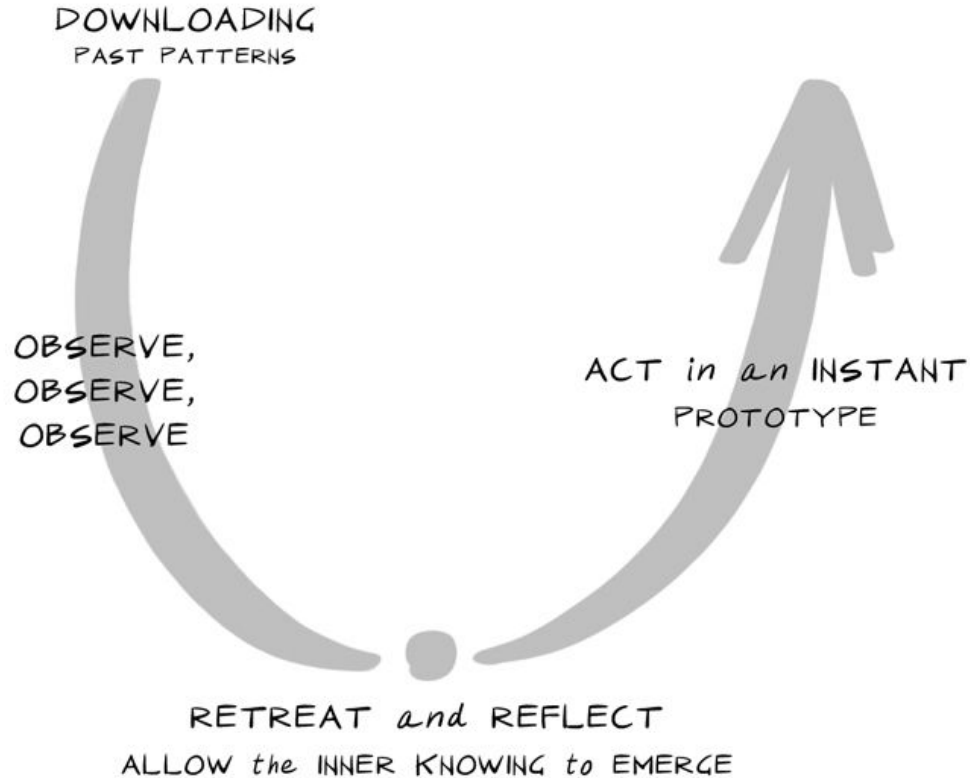 DOWNLOADING
PAST PATTERNS
OBSERVE,
OBSERVE,
OBSERVE
ACT in an INSTANT
PROTOTYPE
RETREAT and REFLECT
ALLOW the INNER KNOWING to EMERGE